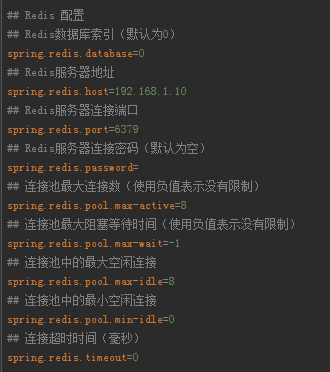 ## Redis 配置
## Redis数据库索引（默认为0）
spring.redis.database=0
## Redis服务器地址
spring.redis.host=192.168.1.10
## Redis服务器连接端口
spring.redis.port=6379
## Redis服务器连接密码（默认为空）
spring.redis.password=
## 连接池最大连接数（使用负值表示没有限制）
spring.redis.pool.max-active=8
## 连接池最大阻塞等待时间（使用负值表示没有限制）
spring.redis.pool.max-wait=-1
## 连接池中的最大空闲连接
spring.redis.pool.max-idle=8
## 连接池中的最小空闲连接
spring.redis.pool.min-idle=0
## 连接超时时间（毫秒）
spring.redis.timeout=0